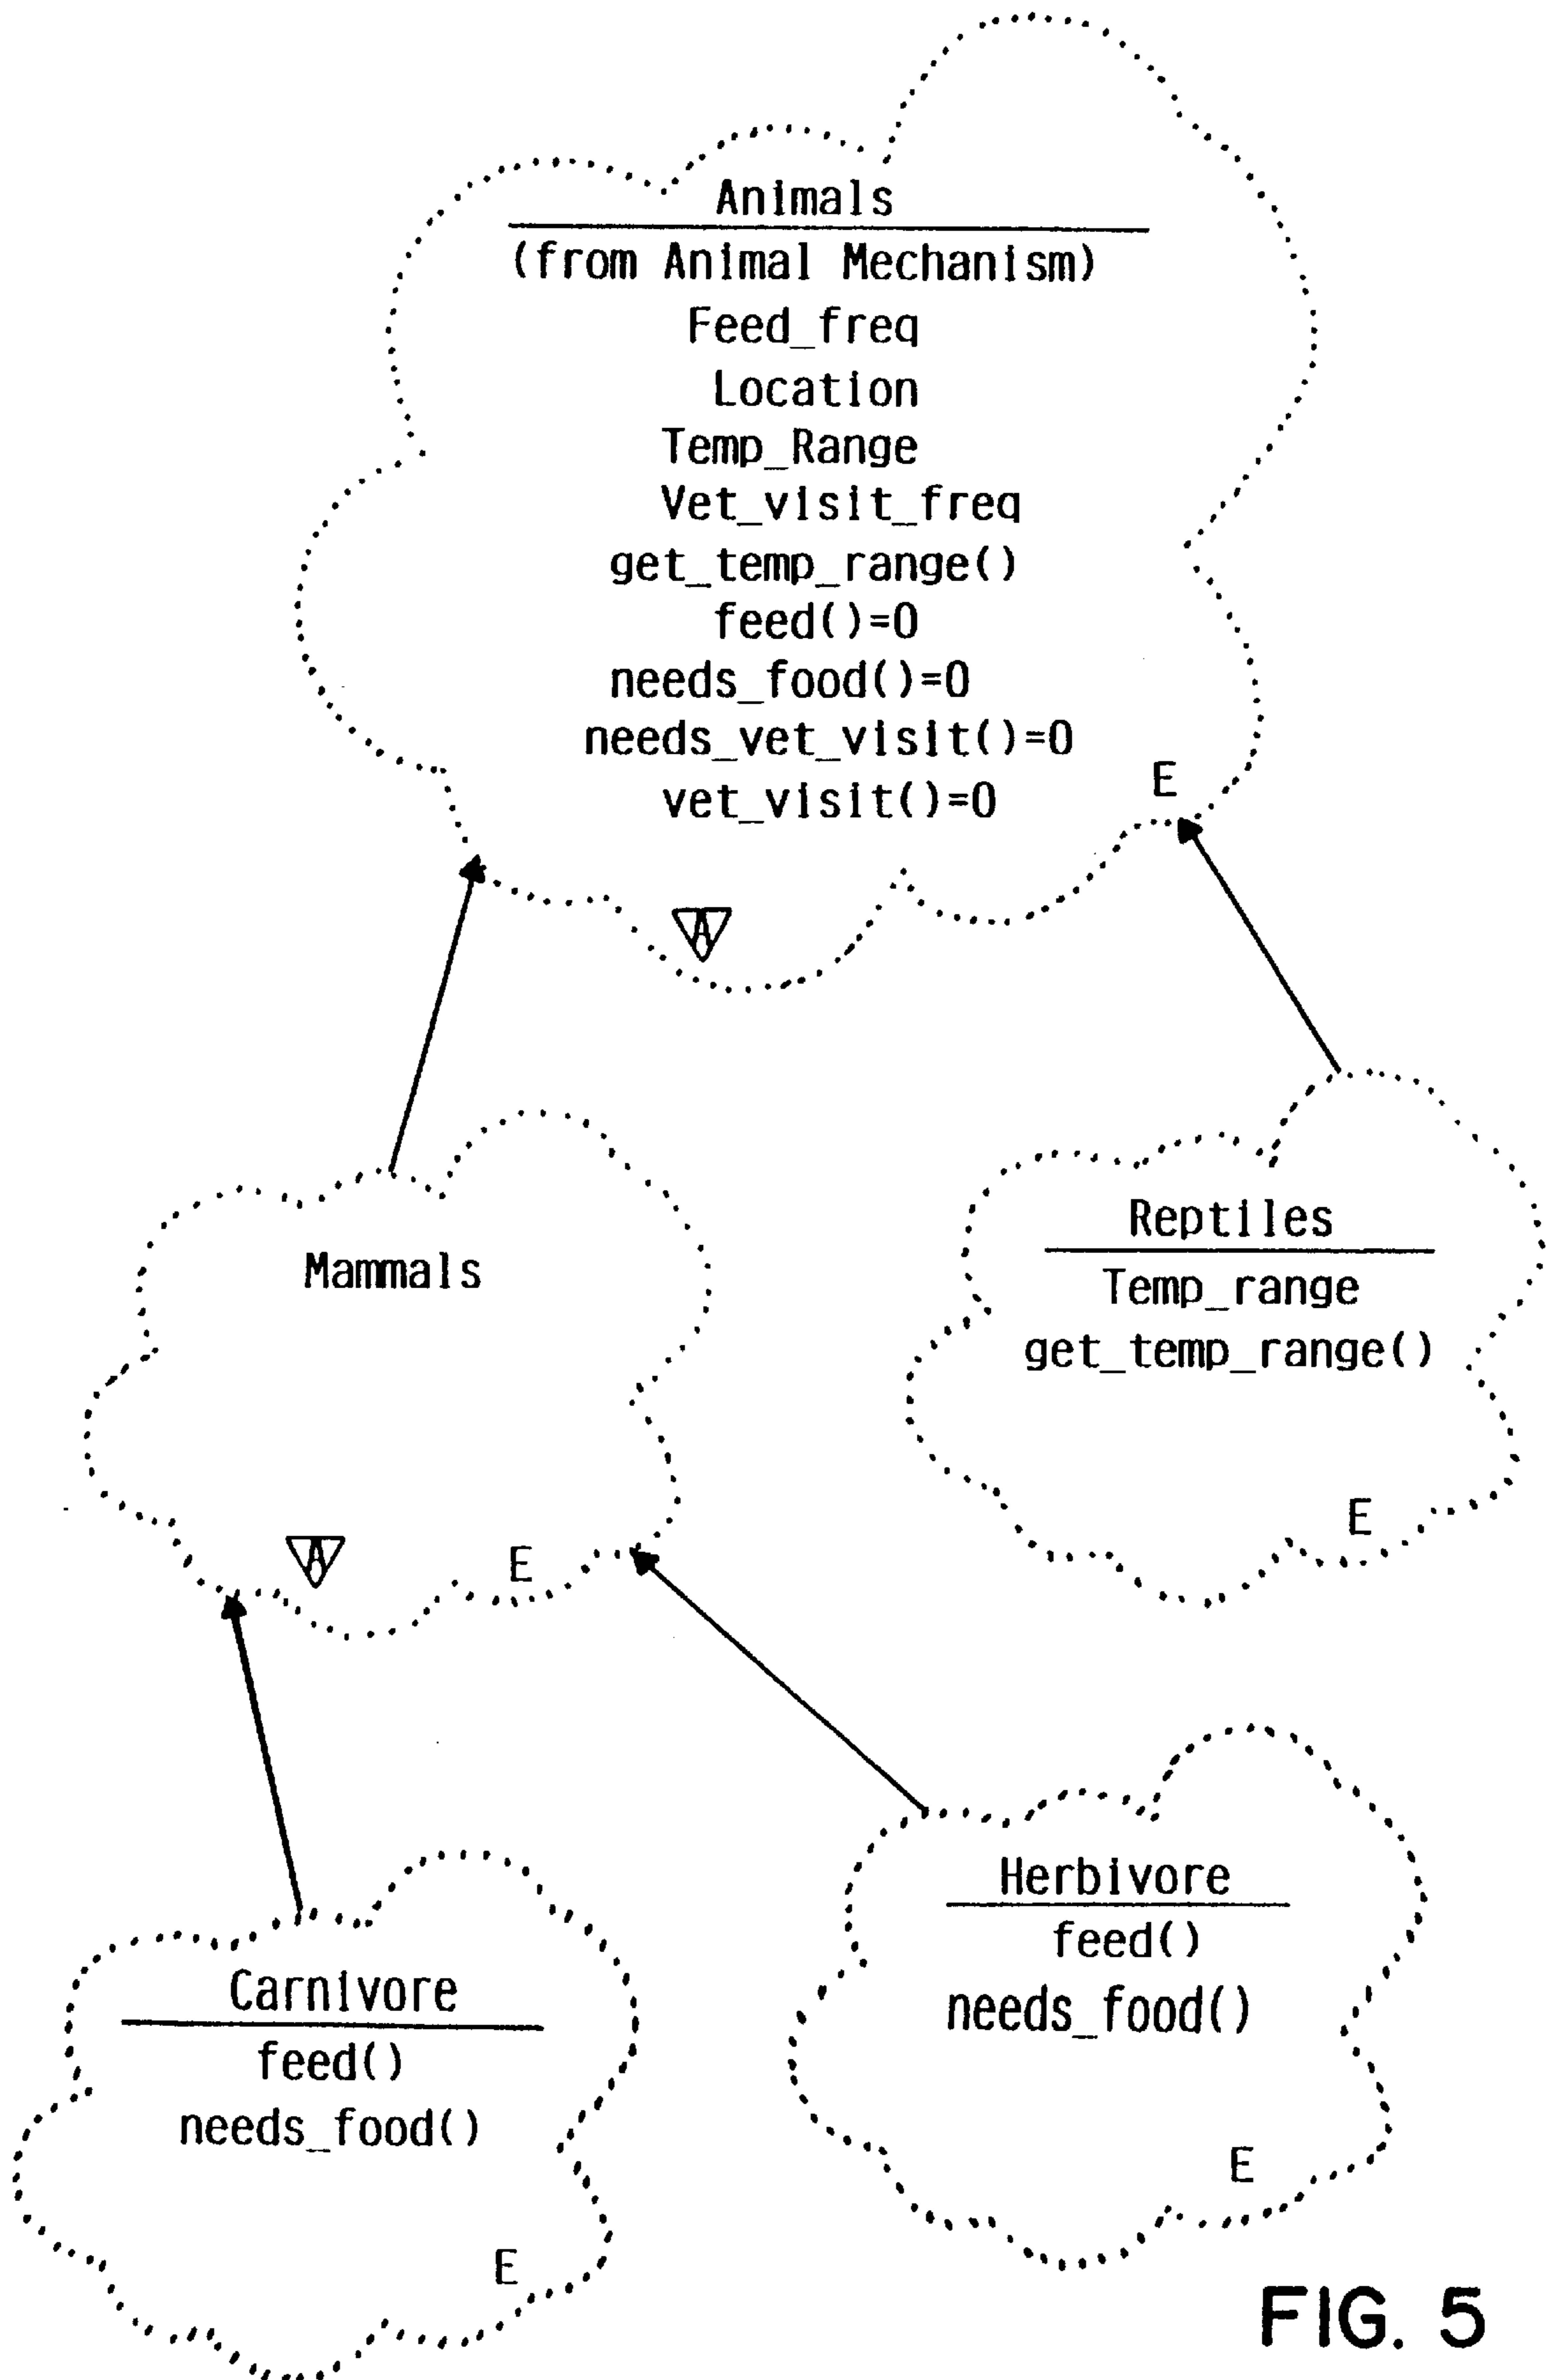 Animals
(from Animal Mechanism)
Feed_freq
Location
Temp_Range
Vet_visit_freq
get_temp_range()
feed()=0
needs_food()=0
needs_vet_visit()=0
vet_visit()=0
E
A
Mammals
A
E
Reptiles
Temp_range
get_temp_range()
E
Carnivore
feed()
needs_food()
E
Herbivore
feed()
needs_food()
E
FIG. 5